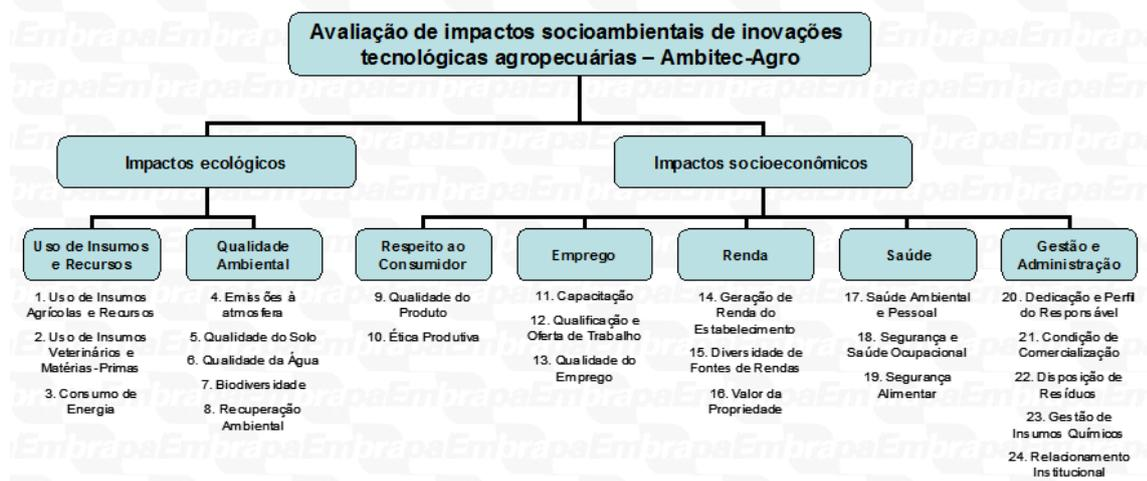 Avaliação de impactos socioambientais de inovações
tecnológicas agropecuárias – Ambitec-Agro
Impactos ecológicos
Impactos socioeconômicos
Uso de Insumos
e Recursos
Qualidade
Ambiental
Respeito ao
Consumidor
Emprego
Renda
Saúde
Gestão e
Administração
1. Uso de Insumos
Agrícolas e Recursos
2. Uso de Insumos
Veterinários e
Matérias-Primas
3. Consumo de
Energia
4. Emissões à
atmosfera
5. Qualidade do Solo
6. Qualidade da Água
7. Biodiversidade
8. Recuperação
Ambiental
9. Qualidade do
Produto
10. Ética Produtiva
11. Capacitação
12. Qualificação e
Oferta de Trabalho
13. Qualidade do
Emprego
14. Geração de
Renda do
Estabelecimento
15. Diversidade de
Fontes de Rendas
16. Valor da
Propriedade
17. Saúde Ambiental
e Pessoal
18. Segurança e
Saúde Ocupacional
19. Segurança
Alimentar
20. Dedicação e Perfil
do Responsável
21. Condição de
Comercialização
22. Disposição de
Resíduos
23. Gestão de
Insumos Químicos
24. Relacionamento
Institucional